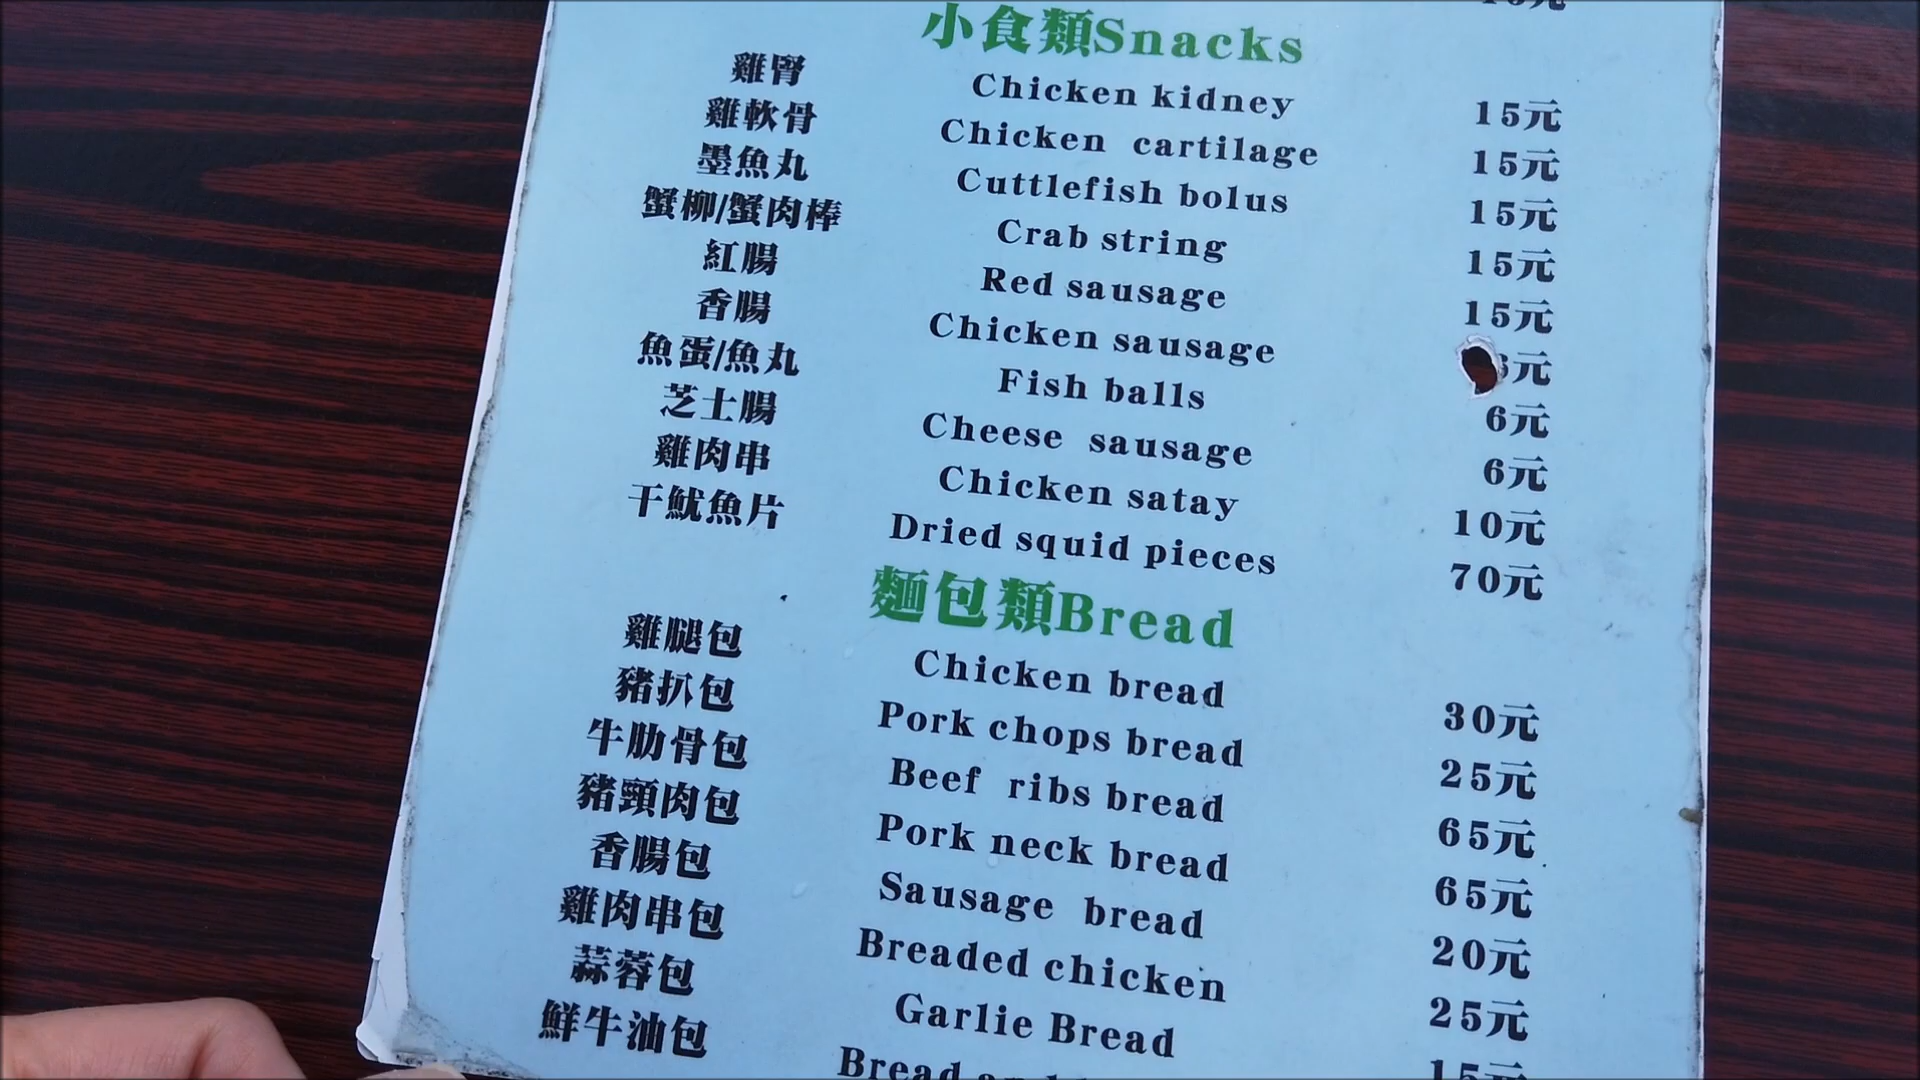 小食類Snacks
雞腎 Chicken kidney 15元
雞軟骨 Chicken cartilage 15元
墨魚丸 Cuttlefish bolus 15元
蟹柳/蟹肉棒 Crab string 15元
紅腸 Red sausage 15元
香腸 Chicken sausage 元
魚蛋/魚丸 Fish balls 6元
芝士腸 Cheese sausage 6元
雞肉串 Chicken satay 10元
干魷魚片 Dried squid pieces 70元
麵包類Bread
雞腿包 Chicken bread 30元
豬扒包 Pork chops bread 25元
牛肋骨包 Beef ribs bread 65元
豬頸肉包 Pork neck bread 65元
香腸包 Sausage bread 20元
雞肉串包 Breaded chicken 25元
蒜蓉包 Garlie Bread 15元
鮮牛油包 Bread